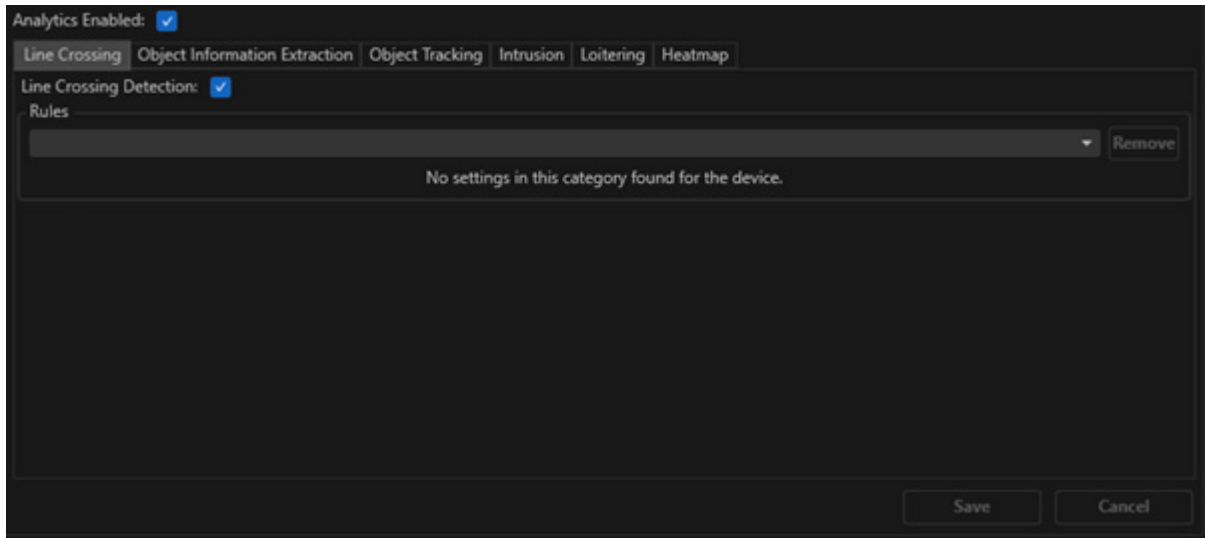 Analytics Enabled:
Line Crossing Object Information Extraction Object Tracking Intrusion Loitering Heatmap
Line Crossing Detection:
Rules
Remove
No settings in this category found for the device.
Save Cancel